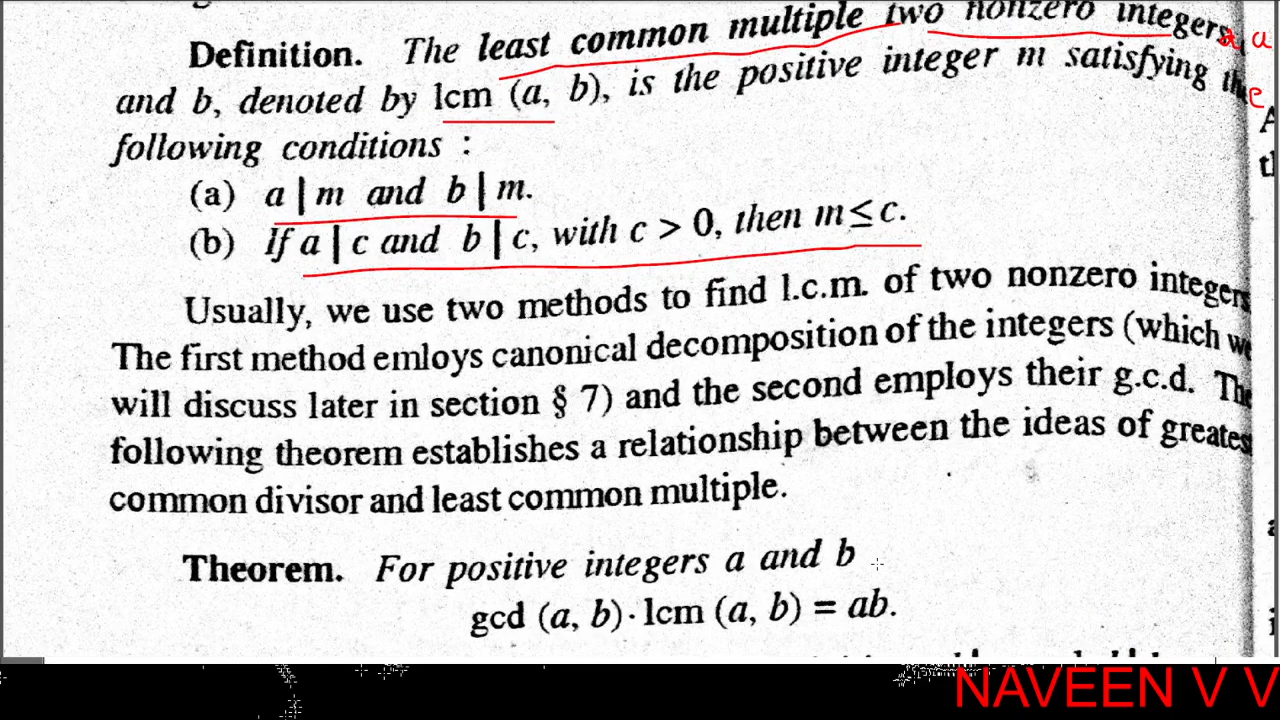 Definition. The least common multiple two nonzero integers a
and b, denoted by lcm (a, b), is the positive integer m satisfying the
following conditions :
(a) a | m and b | m.
(b) If a | c and b | c, with c > 0, then m ≤ c.
Usually, we use two methods to find l.c.m. of two nonzero integers
The first method emloys canonical decomposition of the integers (which we
will discuss later in section § 7) and the second employs their g.c.d. The
following theorem establishes a relationship between the ideas of greatest
common divisor and least common multiple.
Theorem. For positive integers a and b
gcd (a, b) · lcm (a, b) = ab.
NAVEEN V V